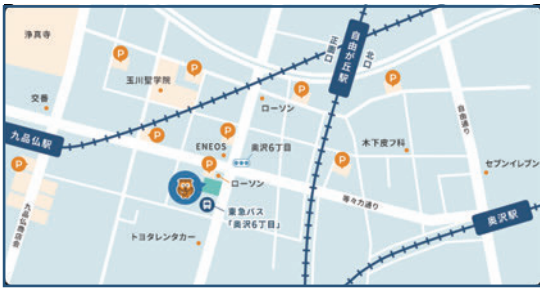 浄真寺
交番
玉川聖学院
九品仏駅
P
P
P
P
P
P
P
P
ENEOS
ローソン
奥沢6丁目
ローソン
東急バス
「奥沢6丁目」
トヨタレンタカー
九品仏商店会
正面口
自由が丘駅
北口
木下皮フ科
等々力通り
自由通り
セブンイレブン
奥沢駅